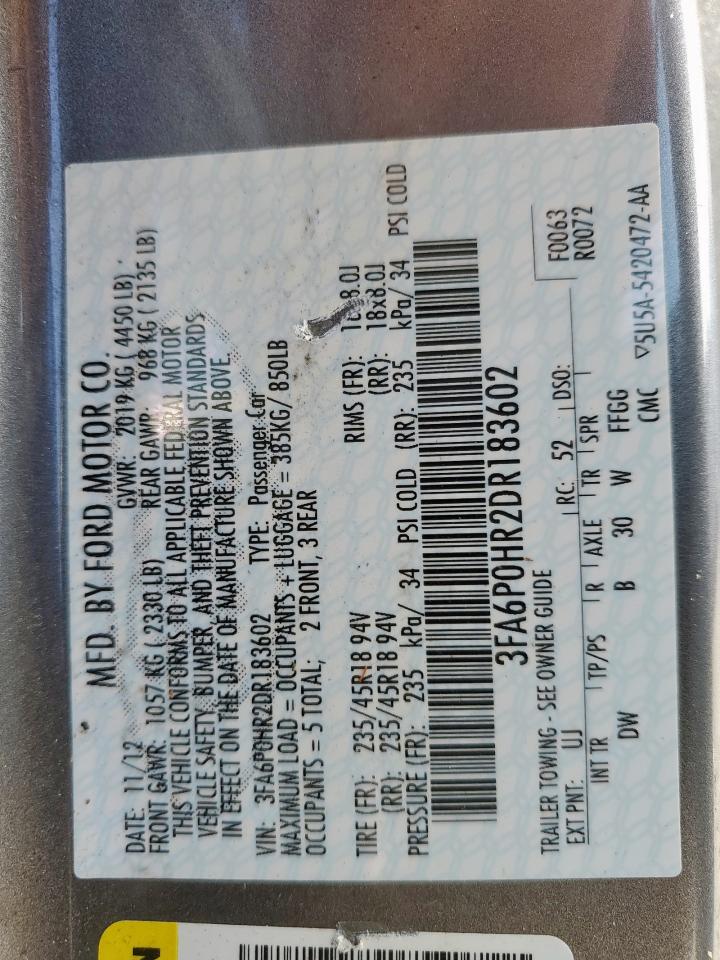 MFD. BY FORD MOTOR CO.
DATE: 11/12 GVWR: 2019 KG ( 4450 LB)
FRONT GAWR: 1057 KG ( 2330 LB) REAR GAWR: 968 KG ( 2135 LB)
THIS VEHICLE CONFORMS TO ALL APPLICABLE FEDERAL MOTOR
VEHICLE SAFETY, BUMPER, AND THEFT PREVENTION STANDARDS
IN EFFECT ON THE DATE OF MANUFACTURE SHOWN ABOVE.
VIN: 3FA6P0HR2DR183602 TYPE: Passenger Car
MAXIMUM LOAD = OCCUPANTS + LUGGAGE = 385KG/ 850LB
OCCUPANTS = 5 TOTAL; 2 FRONT, 3 REAR
TIRE (FR): 235/45R18 94V RIMS (FR): 18x8.0J
(RR): 235/45R18 94V (RR): 18x8.0J
PRESSURE (FR): 235 kPa/ 34 PSI COLD (RR): 235 kPa/ 34 PSI COLD
3FA6P0HR2DR183602
TRAILER TOWING - SEE OWNER GUIDE F0063
EXT PNT: UJ RC: 52 DSO: R0072
INT TR TP/PS R AXLE TR SPR
DW B 30 W FFGG
CMC ▽5U5A-5420472-AA
N